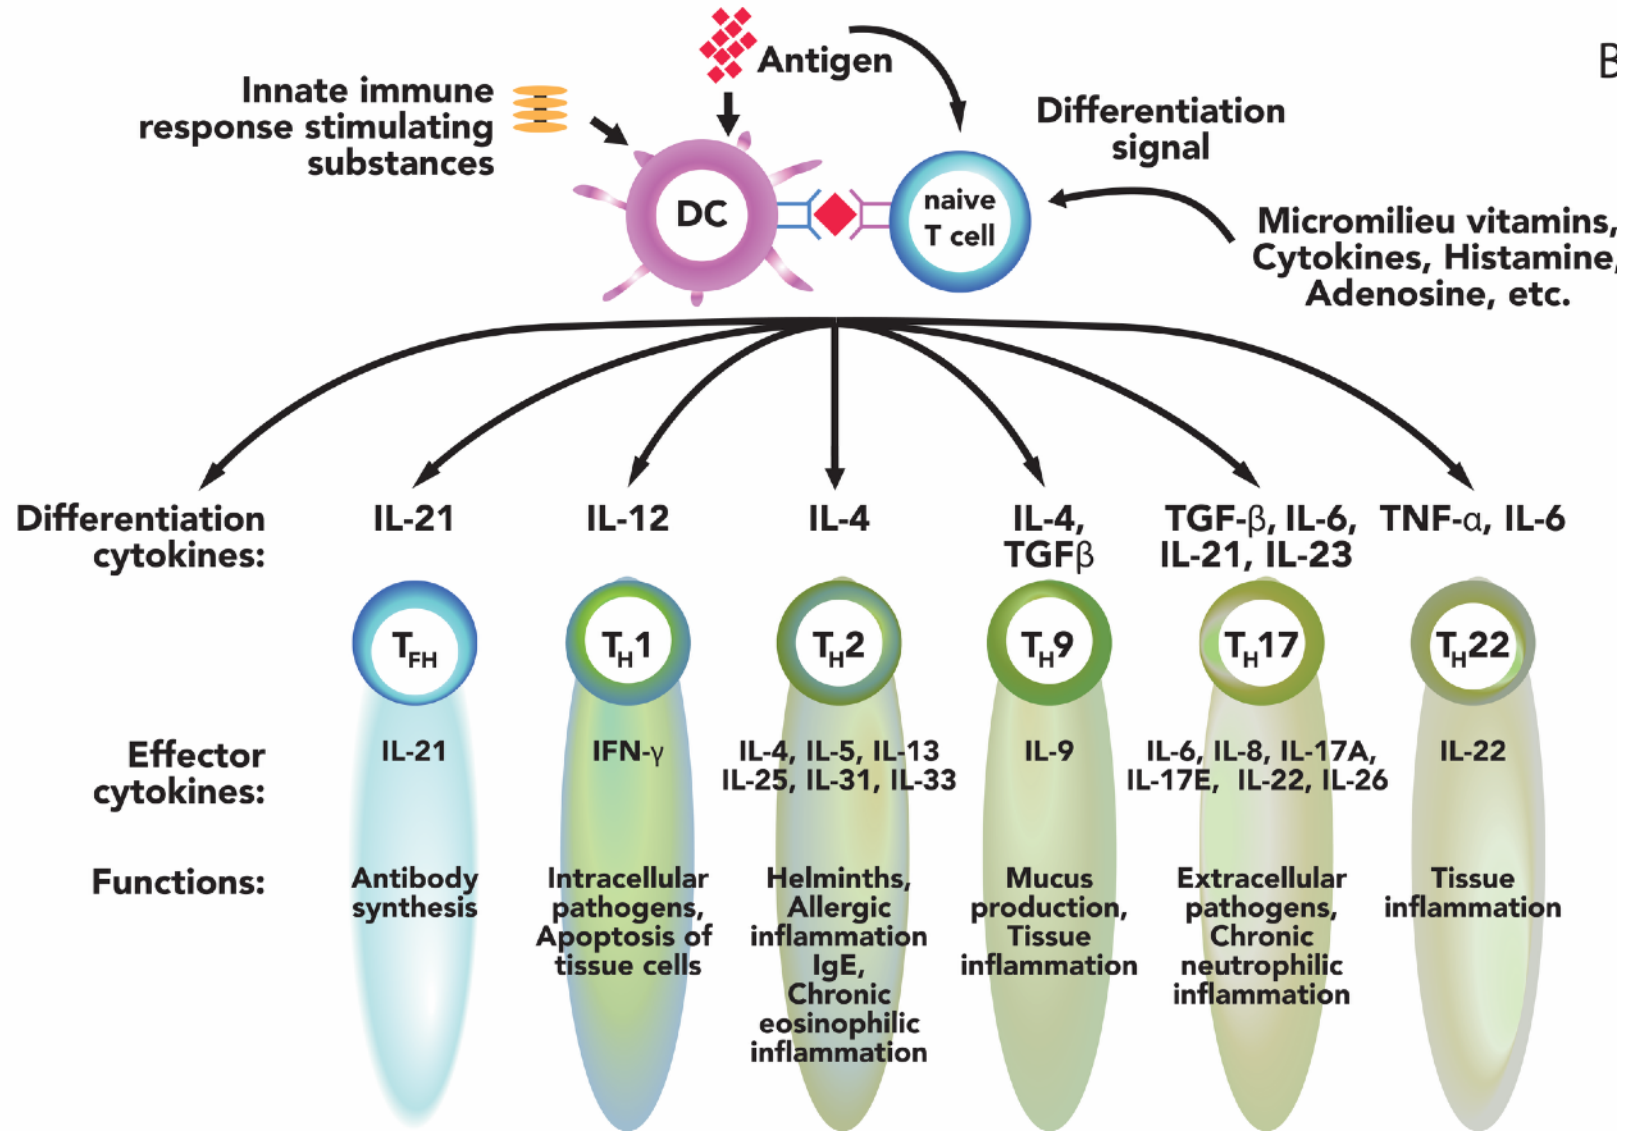 Antigen
B
Innate immune
response stimulating
substances
Differentiation
signal
DC
naive
T cell
Micromilieu vitamins,
Cytokines, Histamine,
Adenosine, etc.
Differentiation
cytokines:
IL-21
IL-12
IL-4
IL-4,
TGFβ
TGF-β, IL-6,
IL-21, IL-23
TNF-α, IL-6
TFH
TH1
TH2
TH9
TH17
TH22
Effector
cytokines:
IL-21
IFN-γ
IL-4, IL-5, IL-13
IL-25, IL-31, IL-33
IL-9
IL-6, IL-8, IL-17A,
IL-17E, IL-22, IL-26
IL-22
Functions:
Antibody
synthesis
Intracellular
pathogens,
Apoptosis of
tissue cells
Helminths,
Allergic
inflammation
IgE,
Chronic
eosinophilic
inflammation
Mucus
production,
Tissue
inflammation
Extracellular
pathogens,
Chronic
neutrophilic
inflammation
Tissue
inflammation